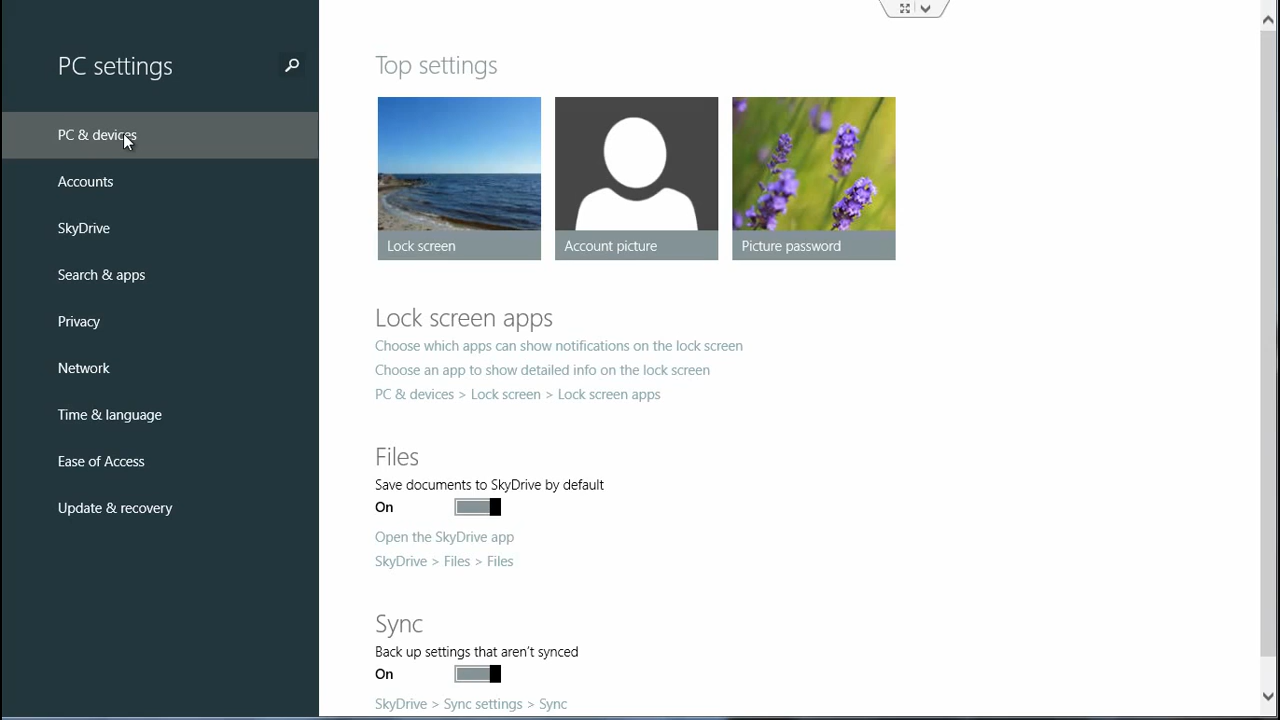 PC settings
PC & devices
Accounts
SkyDrive
Search & apps
Privacy
Network
Time & language
Ease of Access
Update & recovery
Top settings
Lock screen
Account picture
Picture password
Lock screen apps
Choose which apps can show notifications on the lock screen
Choose an app to show detailed info on the lock screen
PC & devices > Lock screen > Lock screen apps
Files
Save documents to SkyDrive by default
On
Open the SkyDrive app
SkyDrive > Files > Files
Sync
Back up settings that aren't synced
On
SkyDrive > Sync settings > Sync